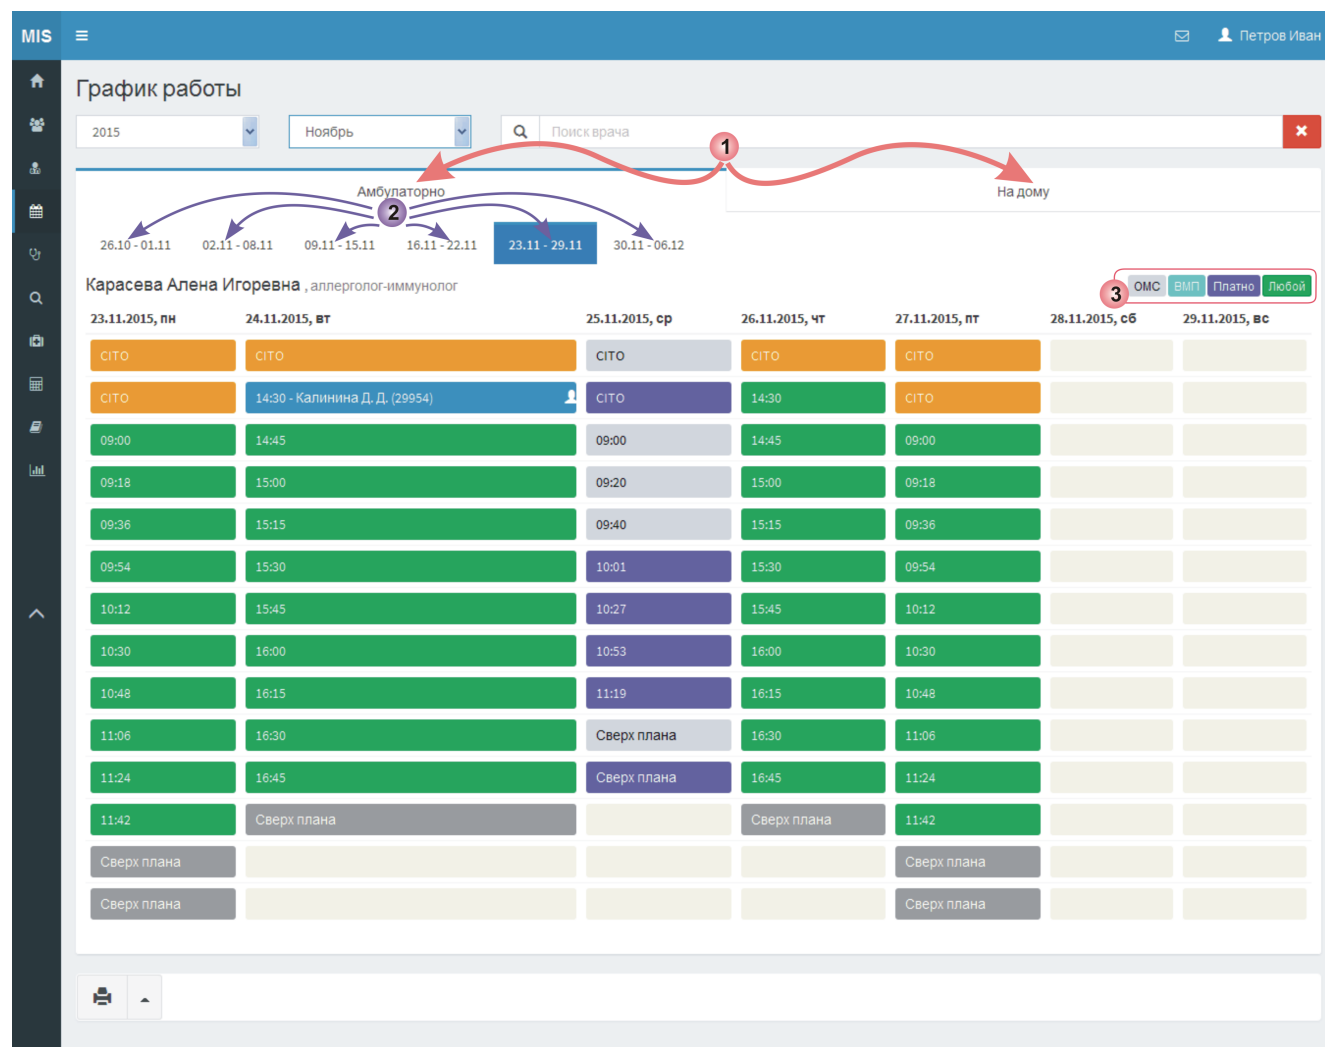 MIS Петров Иван
График работы
2015 Ноябрь Поиск врача
1
Амбулаторно На дому
2
26.10 - 01.11 02.11 - 08.11 09.11 - 15.11 16.11 - 22.11 23.11 - 29.11 30.11 - 06.12
Карасева Алена Игоревна , аллерголог-иммунолог 3 ОМС ВМП Платно Любой
23.11.2015, пн 24.11.2015, вт 25.11.2015, ср 26.11.2015, чт 27.11.2015, пт 28.11.2015, сб 29.11.2015, вс
CITO CITO CITO CITO CITO
CITO 14:30 - Калинина Д. Д. (29954) CITO 14:30 CITO
09:00 14:45 09:00 14:45 09:00
09:18 15:00 09:20 15:00 09:18
09:36 15:15 09:40 15:15 09:36
09:54 15:30 10:01 15:30 09:54
10:12 15:45 10:27 15:45 10:12
10:30 16:00 10:53 16:00 10:30
10:48 16:15 11:19 16:15 10:48
11:06 16:30 Сверх плана 16:30 11:06
11:24 16:45 Сверх плана 16:45 11:24
11:42 Сверх плана Сверх плана 11:42
Сверх плана Сверх плана
Сверх плана Сверх плана